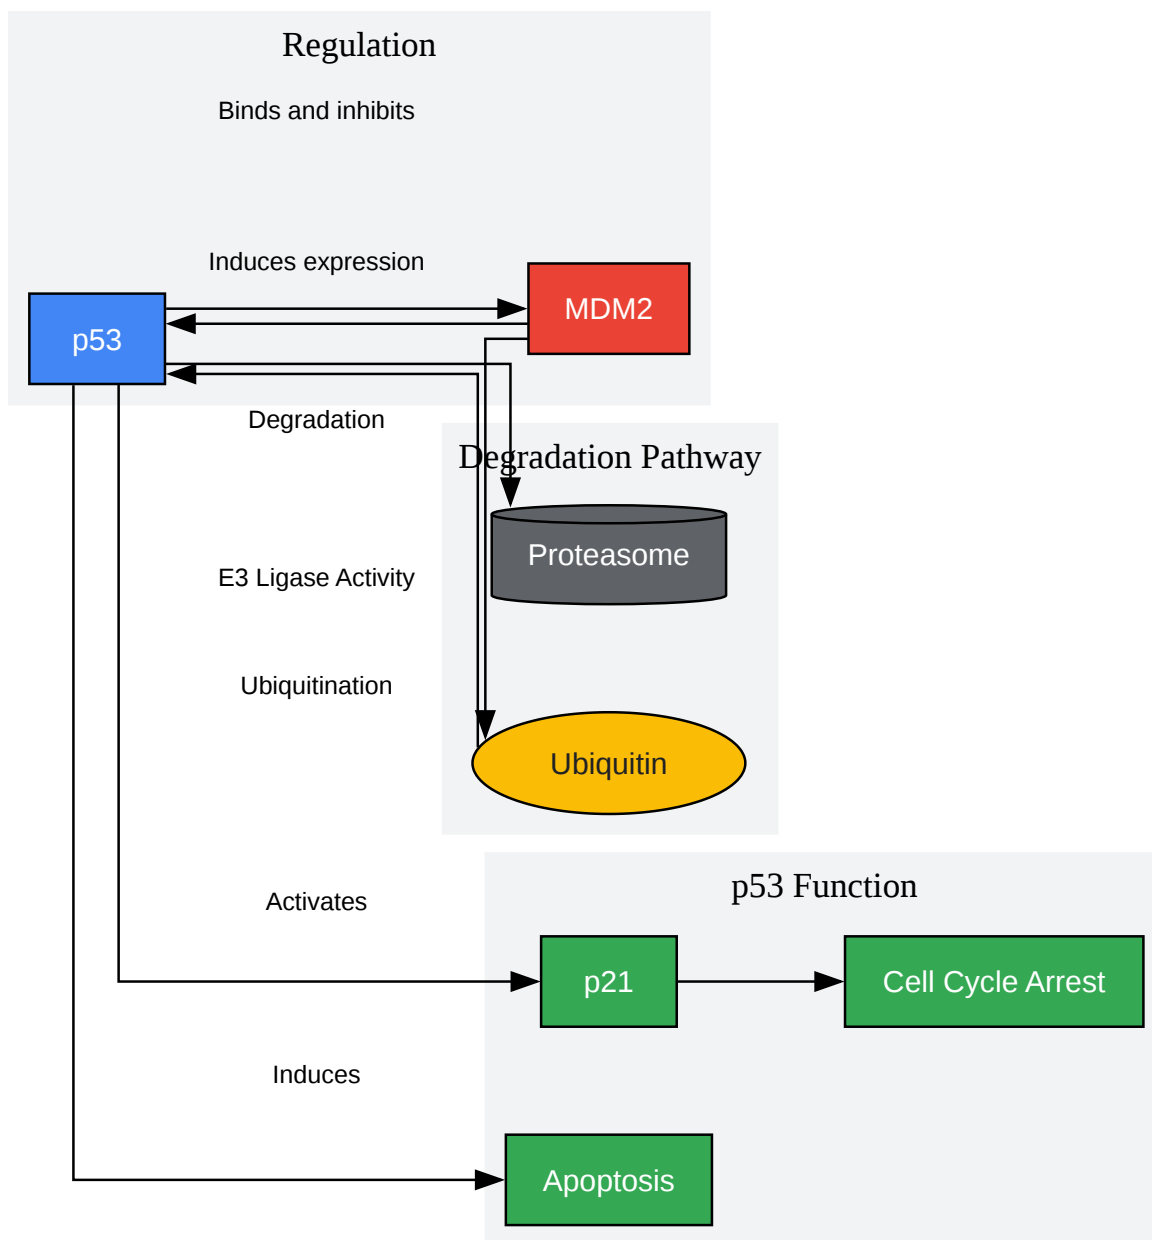 Regulation
Binds and inhibits
Induces expression
MDM2
p53
Degradation
Degradation Pathway
Proteasome
E3 Ligase Activity
Ubiquitination
Ubiquitin
p53 Function
Activates
p21
Cell Cycle Arrest
Induces
Apoptosis